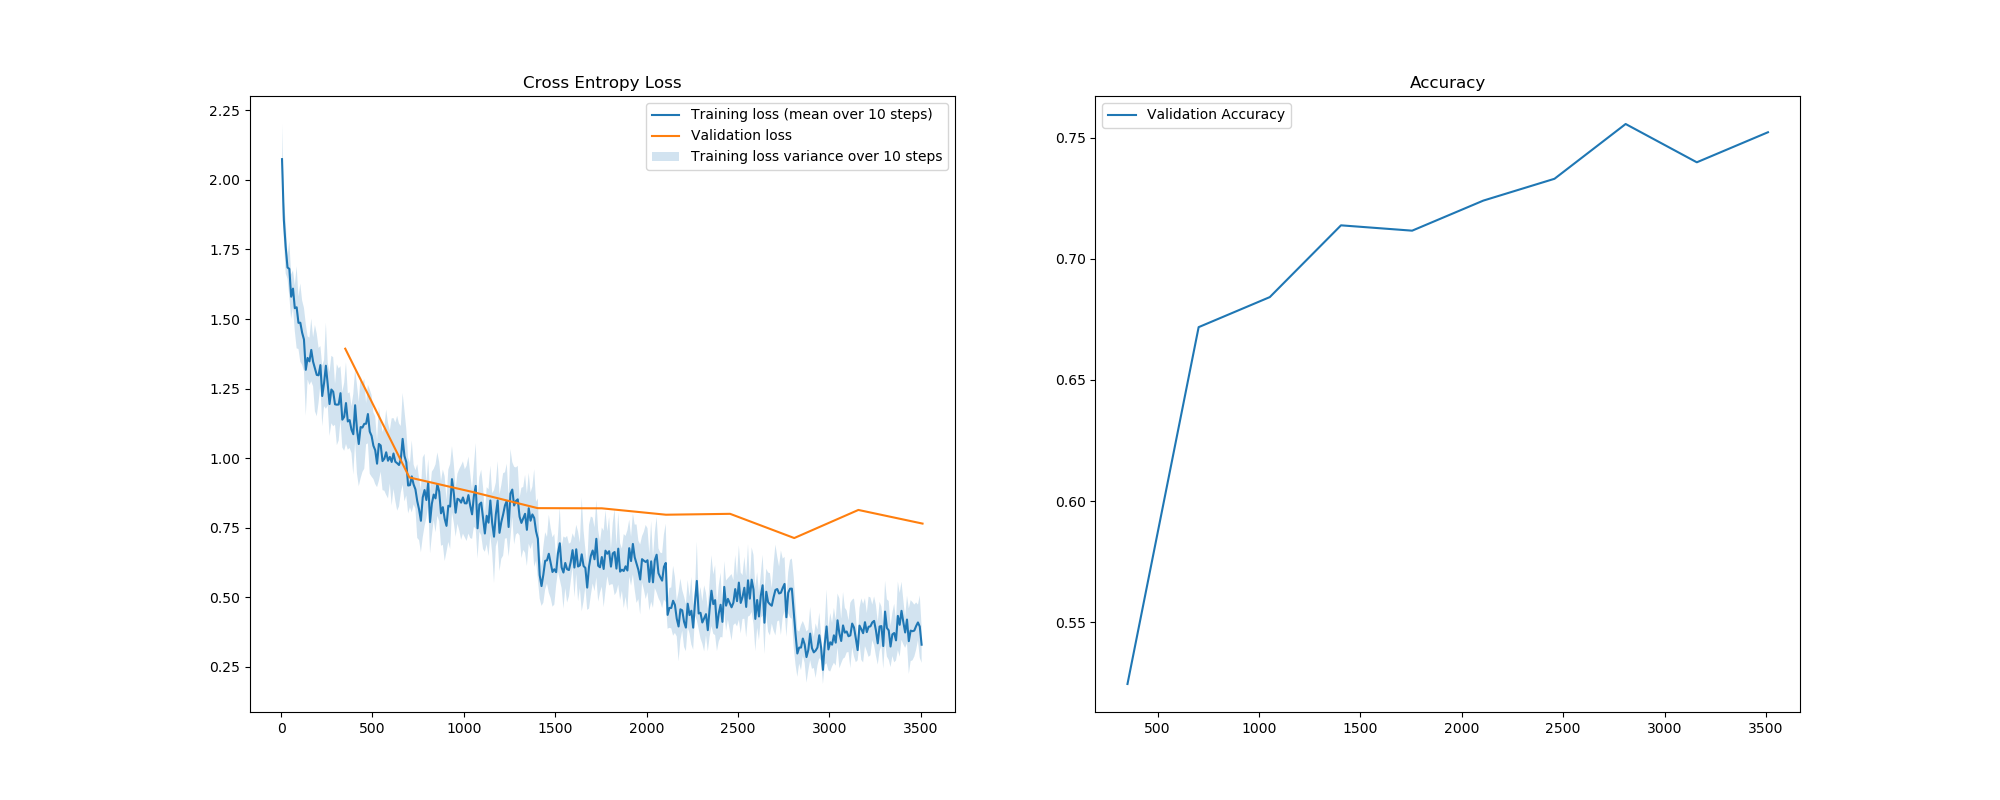 Cross Entropy Loss
Training loss (mean over 10 steps)
Validation loss
Training loss variance over 10 steps
2.25
2.00
1.75
1.50
1.25
1.00
0.75
0.50
0.25
0 500 1000 1500 2000 2500 3000 3500
Accuracy
Validation Accuracy
0.75
0.70
0.65
0.60
0.55
500 1000 1500 2000 2500 3000 3500